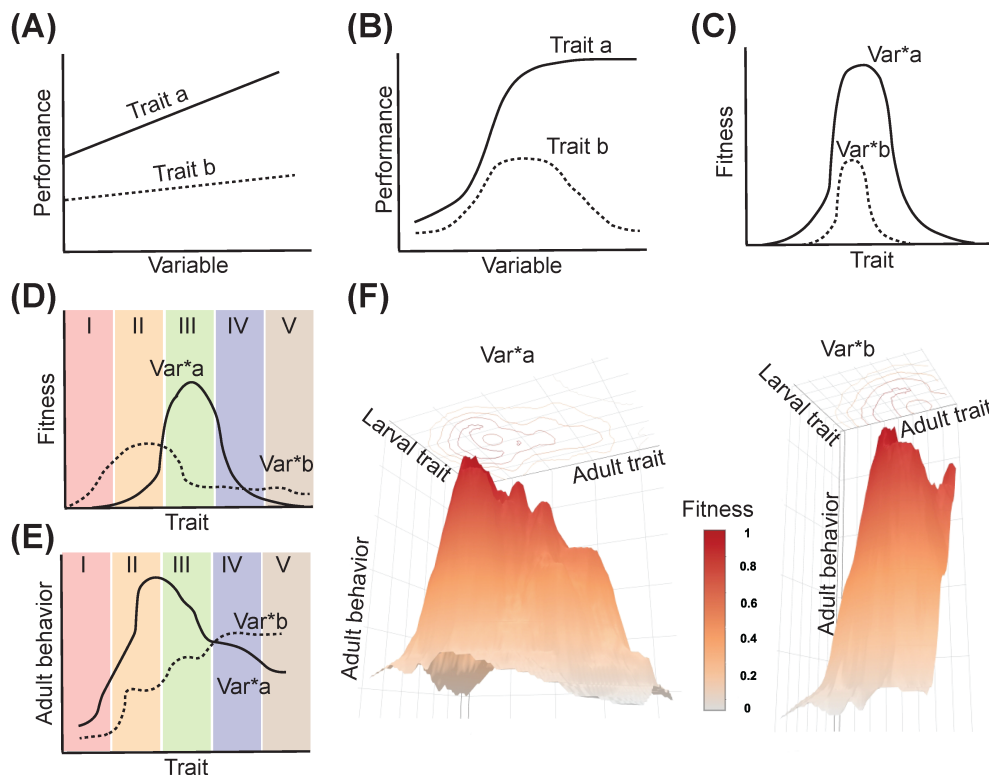 (A)
Performance
Trait a
Trait b
Variable
(B)
Performance
Trait a
Trait b
Variable
(C)
Fitness
Var*a
Var*b
Trait
(D)
I II III IV V
Fitness
Var*a
Var*b
Trait
(E)
I II III IV V
Adult behavior
Var*b
Var*a
Trait
(F)
Var*a
Larval trait
Adult trait
Adult behavior
Fitness
1
0.8
0.6
0.4
0.2
0
Var*b
Larval trait
Adult trait
Adult behavior